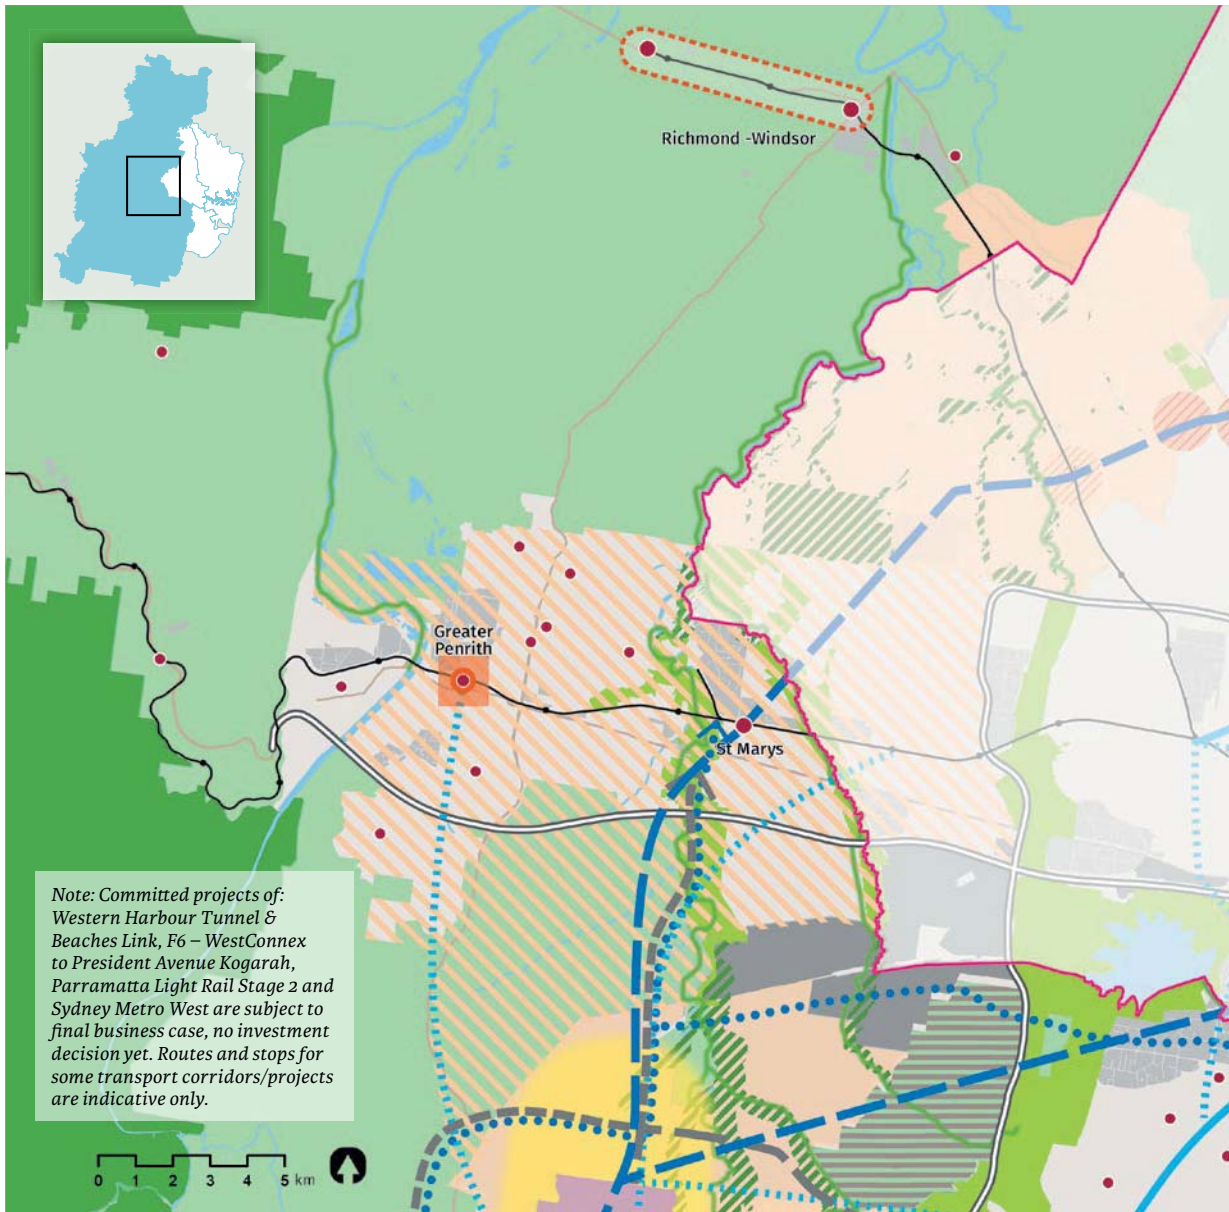 Richmond -Windsor
Greater
Penrith
St Marys
Note: Committed projects of:
Western Harbour Tunnel &
Beaches Link, F6 – WestConnex
to President Avenue Kogarah,
Parramatta Light Rail Stage 2 and
Sydney Metro West are subject to
final business case, no investment
decision yet. Routes and stops for
some transport corridors/projects
are indicative only.
0 1 2 3 4 5 km